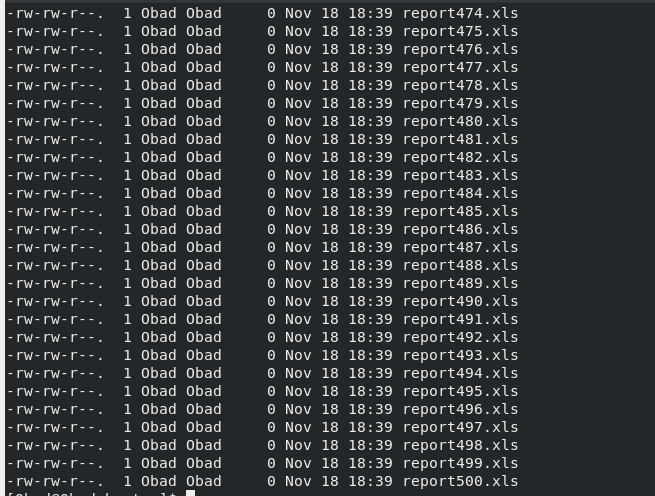 -rw-rw-r--.  1 Obad Obad     0 Nov 18 18:39 report474.xls
-rw-rw-r--.  1 Obad Obad     0 Nov 18 18:39 report475.xls
-rw-rw-r--.  1 Obad Obad     0 Nov 18 18:39 report476.xls
-rw-rw-r--.  1 Obad Obad     0 Nov 18 18:39 report477.xls
-rw-rw-r--.  1 Obad Obad     0 Nov 18 18:39 report478.xls
-rw-rw-r--.  1 Obad Obad     0 Nov 18 18:39 report479.xls
-rw-rw-r--.  1 Obad Obad     0 Nov 18 18:39 report480.xls
-rw-rw-r--.  1 Obad Obad     0 Nov 18 18:39 report481.xls
-rw-rw-r--.  1 Obad Obad     0 Nov 18 18:39 report482.xls
-rw-rw-r--.  1 Obad Obad     0 Nov 18 18:39 report483.xls
-rw-rw-r--.  1 Obad Obad     0 Nov 18 18:39 report484.xls
-rw-rw-r--.  1 Obad Obad     0 Nov 18 18:39 report485.xls
-rw-rw-r--.  1 Obad Obad     0 Nov 18 18:39 report486.xls
-rw-rw-r--.  1 Obad Obad     0 Nov 18 18:39 report487.xls
-rw-rw-r--.  1 Obad Obad     0 Nov 18 18:39 report488.xls
-rw-rw-r--.  1 Obad Obad     0 Nov 18 18:39 report489.xls
-rw-rw-r--.  1 Obad Obad     0 Nov 18 18:39 report490.xls
-rw-rw-r--.  1 Obad Obad     0 Nov 18 18:39 report491.xls
-rw-rw-r--.  1 Obad Obad     0 Nov 18 18:39 report492.xls
-rw-rw-r--.  1 Obad Obad     0 Nov 18 18:39 report493.xls
-rw-rw-r--.  1 Obad Obad     0 Nov 18 18:39 report494.xls
-rw-rw-r--.  1 Obad Obad     0 Nov 18 18:39 report495.xls
-rw-rw-r--.  1 Obad Obad     0 Nov 18 18:39 report496.xls
-rw-rw-r--.  1 Obad Obad     0 Nov 18 18:39 report497.xls
-rw-rw-r--.  1 Obad Obad     0 Nov 18 18:39 report498.xls
-rw-rw-r--.  1 Obad Obad     0 Nov 18 18:39 report499.xls
-rw-rw-r--.  1 Obad Obad     0 Nov 18 18:39 report500.xls